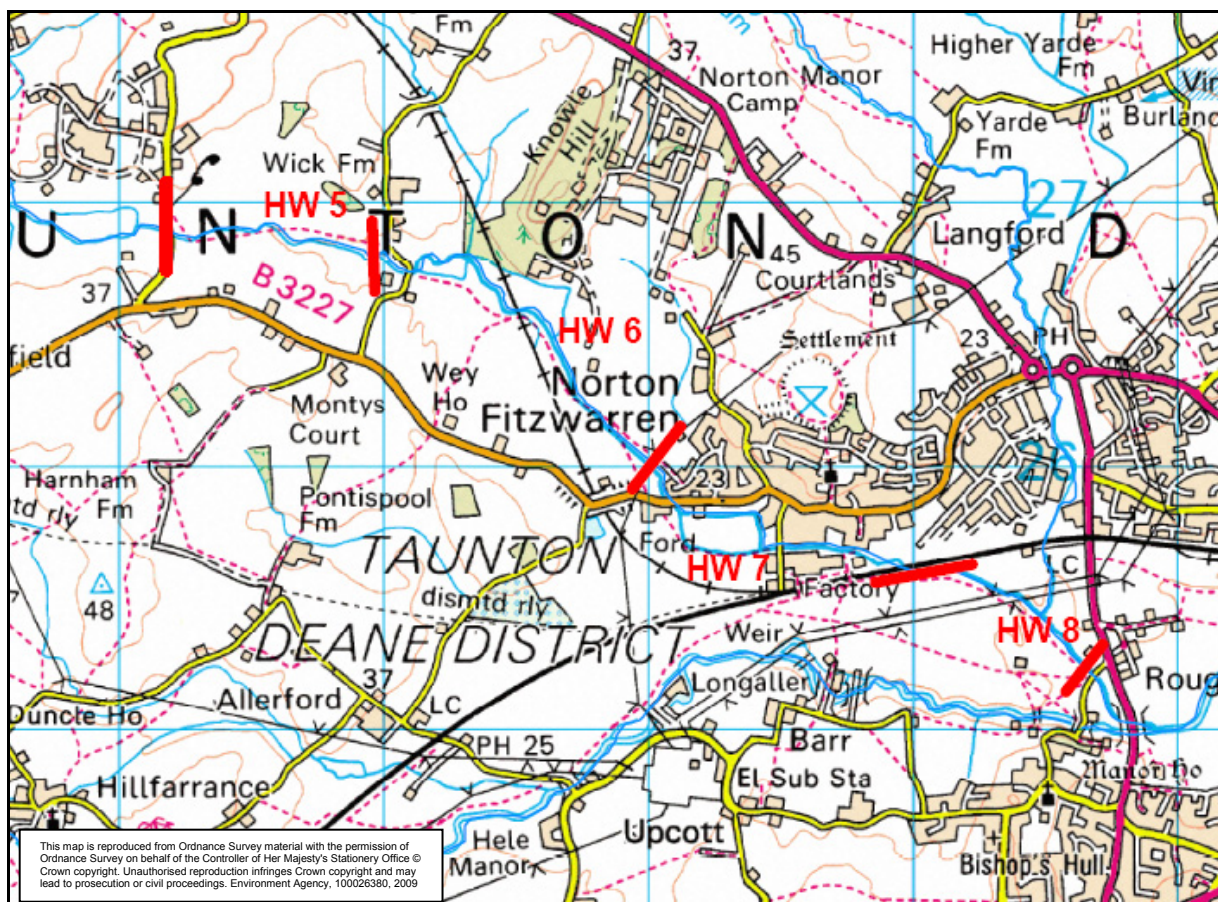 Fm
37
Higher Yarde
Fm
Norton Manor
Camp
Knowle
Hill
Vir
Burland
Yarde
Fm
Wick Fm
HW 5
27
U N T O N D
Langford
45
Courtlands
37
B 3227
HW 6
Settlement
23
PH
field
Wey
Ho
Norton
Fitzwarren
Montys
Court
Harnham
Fm
td rly
Pontispool
Fm
23
26
TAUNTON
Ford
HW 7
LC
48
dismtd rly
Factory
DEANE DISTRICT
Weir
HW 8
Allerford
37
LC
Longaller
Roug
Duncle Ho
PH 25
Barr
Manor Ho
Hillfarrance
El Sub Sta
Hele
Manor
Upcott
Bishop's Hull
This map is reproduced from Ordnance Survey material with the permission of
Ordnance Survey on behalf of the Controller of Her Majesty's Stationery Office ©
Crown copyright. Unauthorised reproduction infringes Crown copyright and may
lead to prosecution or civil proceedings. Environment Agency, 100026380, 2009